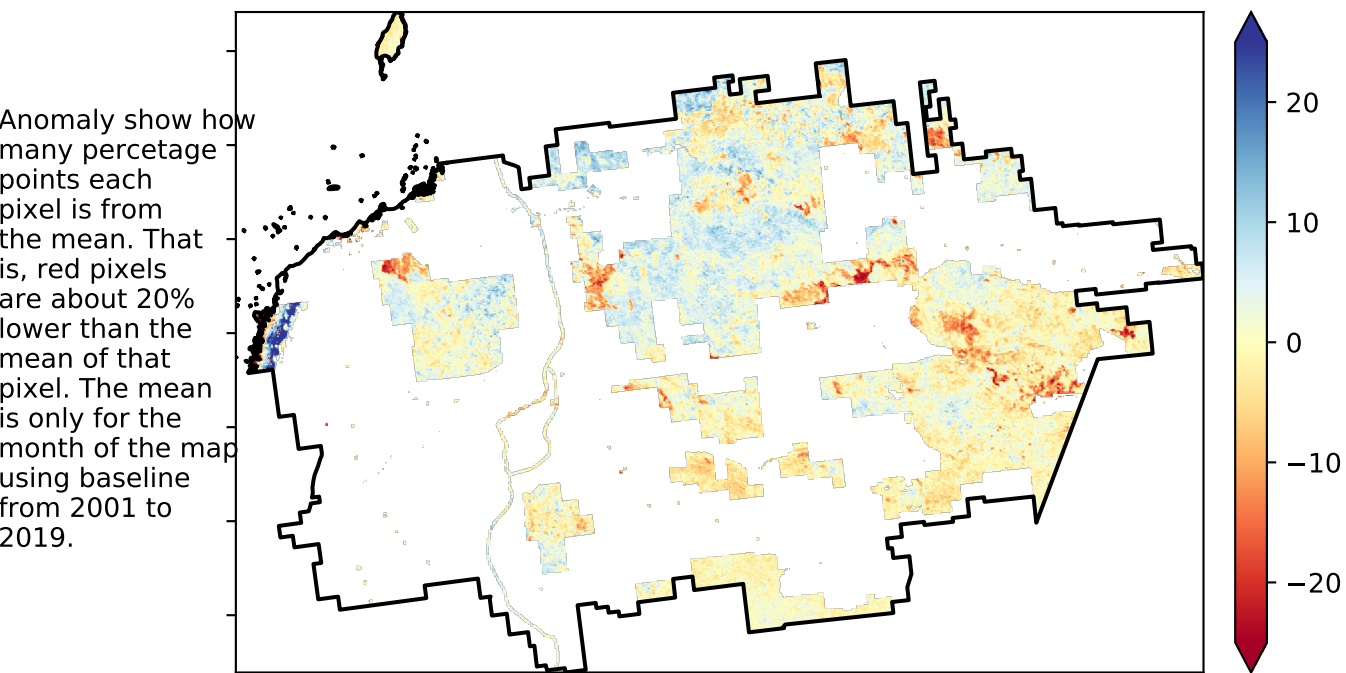 Anomaly show how
many percetage
points each
pixel is from
the mean. That
is, red pixels
are about 20%
lower than the
mean of that
pixel. The mean
is only for the
month of the map
using baseline
from 2001 to
2019.
20
10
0
−10
−20